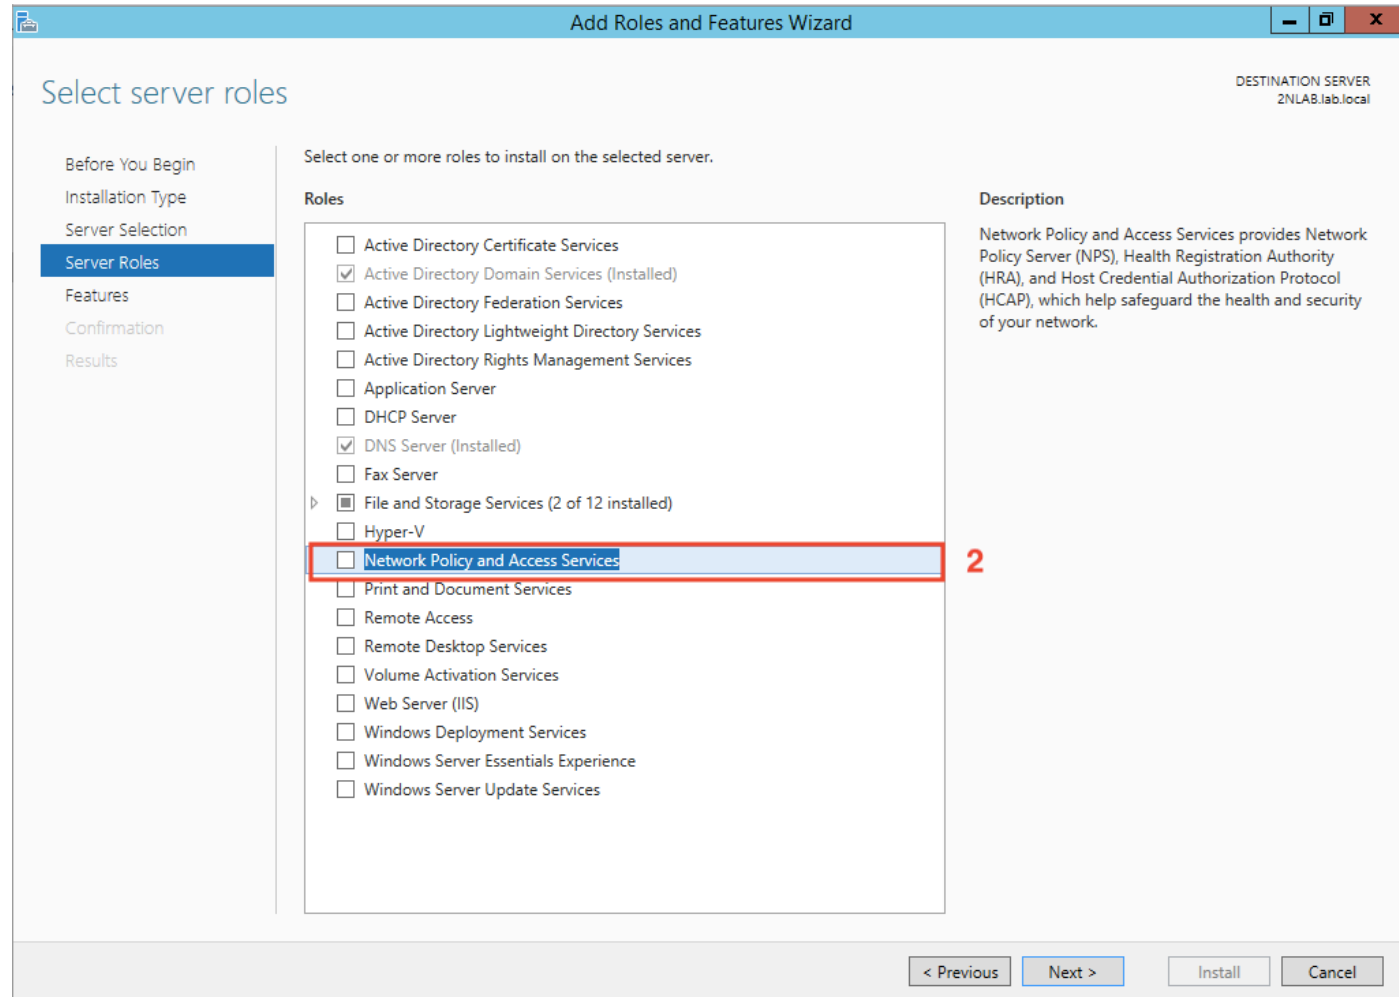 Add Roles and Features Wizard
Select server roles
DESTINATION SERVER
2NLAB.lab.local
Before You Begin
Installation Type
Server Selection
Server Roles
Features
Confirmation
Results
Select one or more roles to install on the selected server.
Roles
Active Directory Certificate Services
Active Directory Domain Services (Installed)
Active Directory Federation Services
Active Directory Lightweight Directory Services
Active Directory Rights Management Services
Application Server
DHCP Server
DNS Server (Installed)
Fax Server
File and Storage Services (2 of 12 installed)
Hyper-V
Network Policy and Access Services
2
Print and Document Services
Remote Access
Remote Desktop Services
Volume Activation Services
Web Server (IIS)
Windows Deployment Services
Windows Server Essentials Experience
Windows Server Update Services
Description
Network Policy and Access Services provides Network
Policy Server (NPS), Health Registration Authority
(HRA), and Host Credential Authorization Protocol
(HCAP), which help safeguard the health and security
of your network.
< Previous
Next >
Install
Cancel